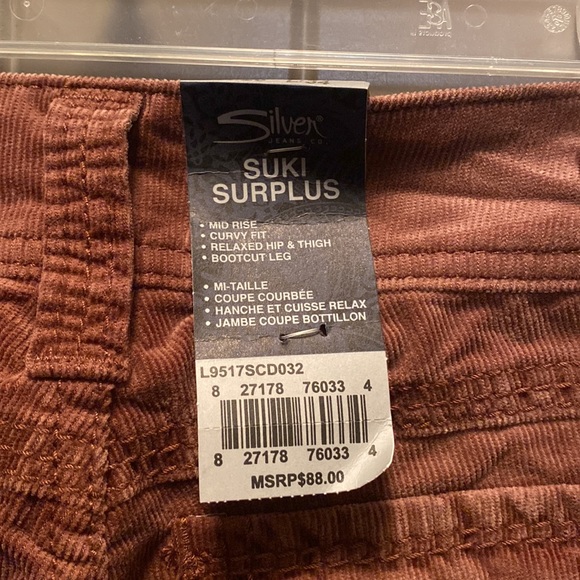 Silver®
JEANS CO
SUKI
SURPLUS
• MID RISE
• CURVY FIT
• RELAXED HIP & THIGH
• BOOTCUT LEG
• MI-TAILLE
• COUPE COURBÉE
• HANCHE ET CUISSE RELAX
• JAMBE COUPE BOTTILLON
L9517SCD032
8 27178 76033 4
8 27178 76033 4
MSRP$88.00